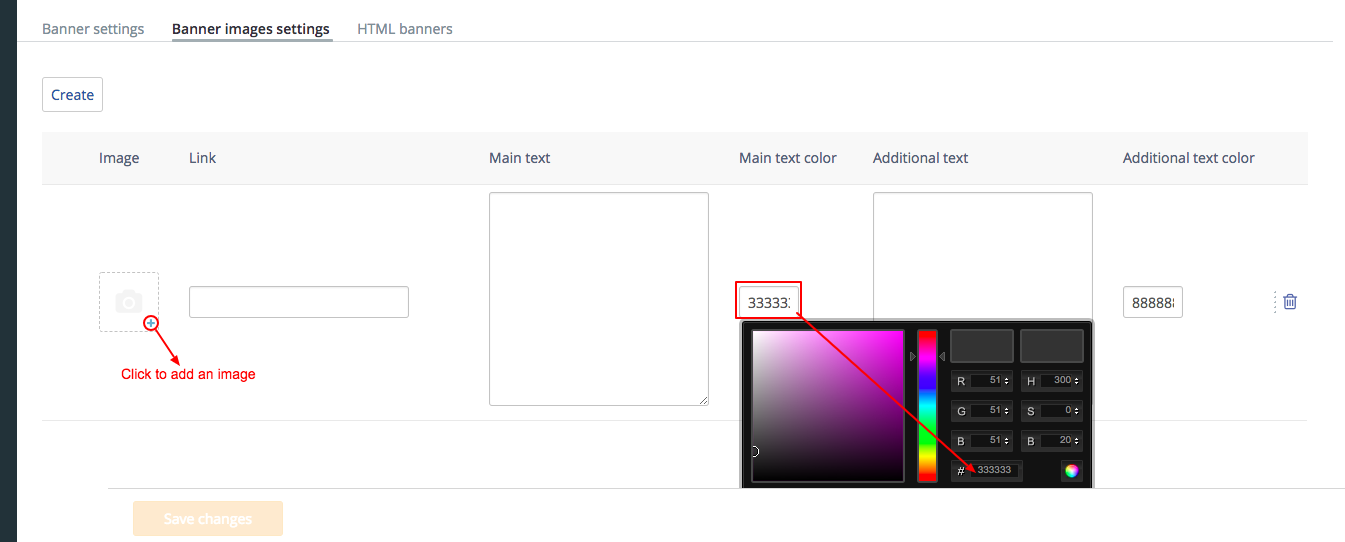 Banner settings Banner images settings HTML banners
Create
Image Link Main text Main text color Additional text Additional text color
33333
88888
Click to add an image
R 51 H 300
G 51 S 0
B 51 B 20
# 333333
Save changes